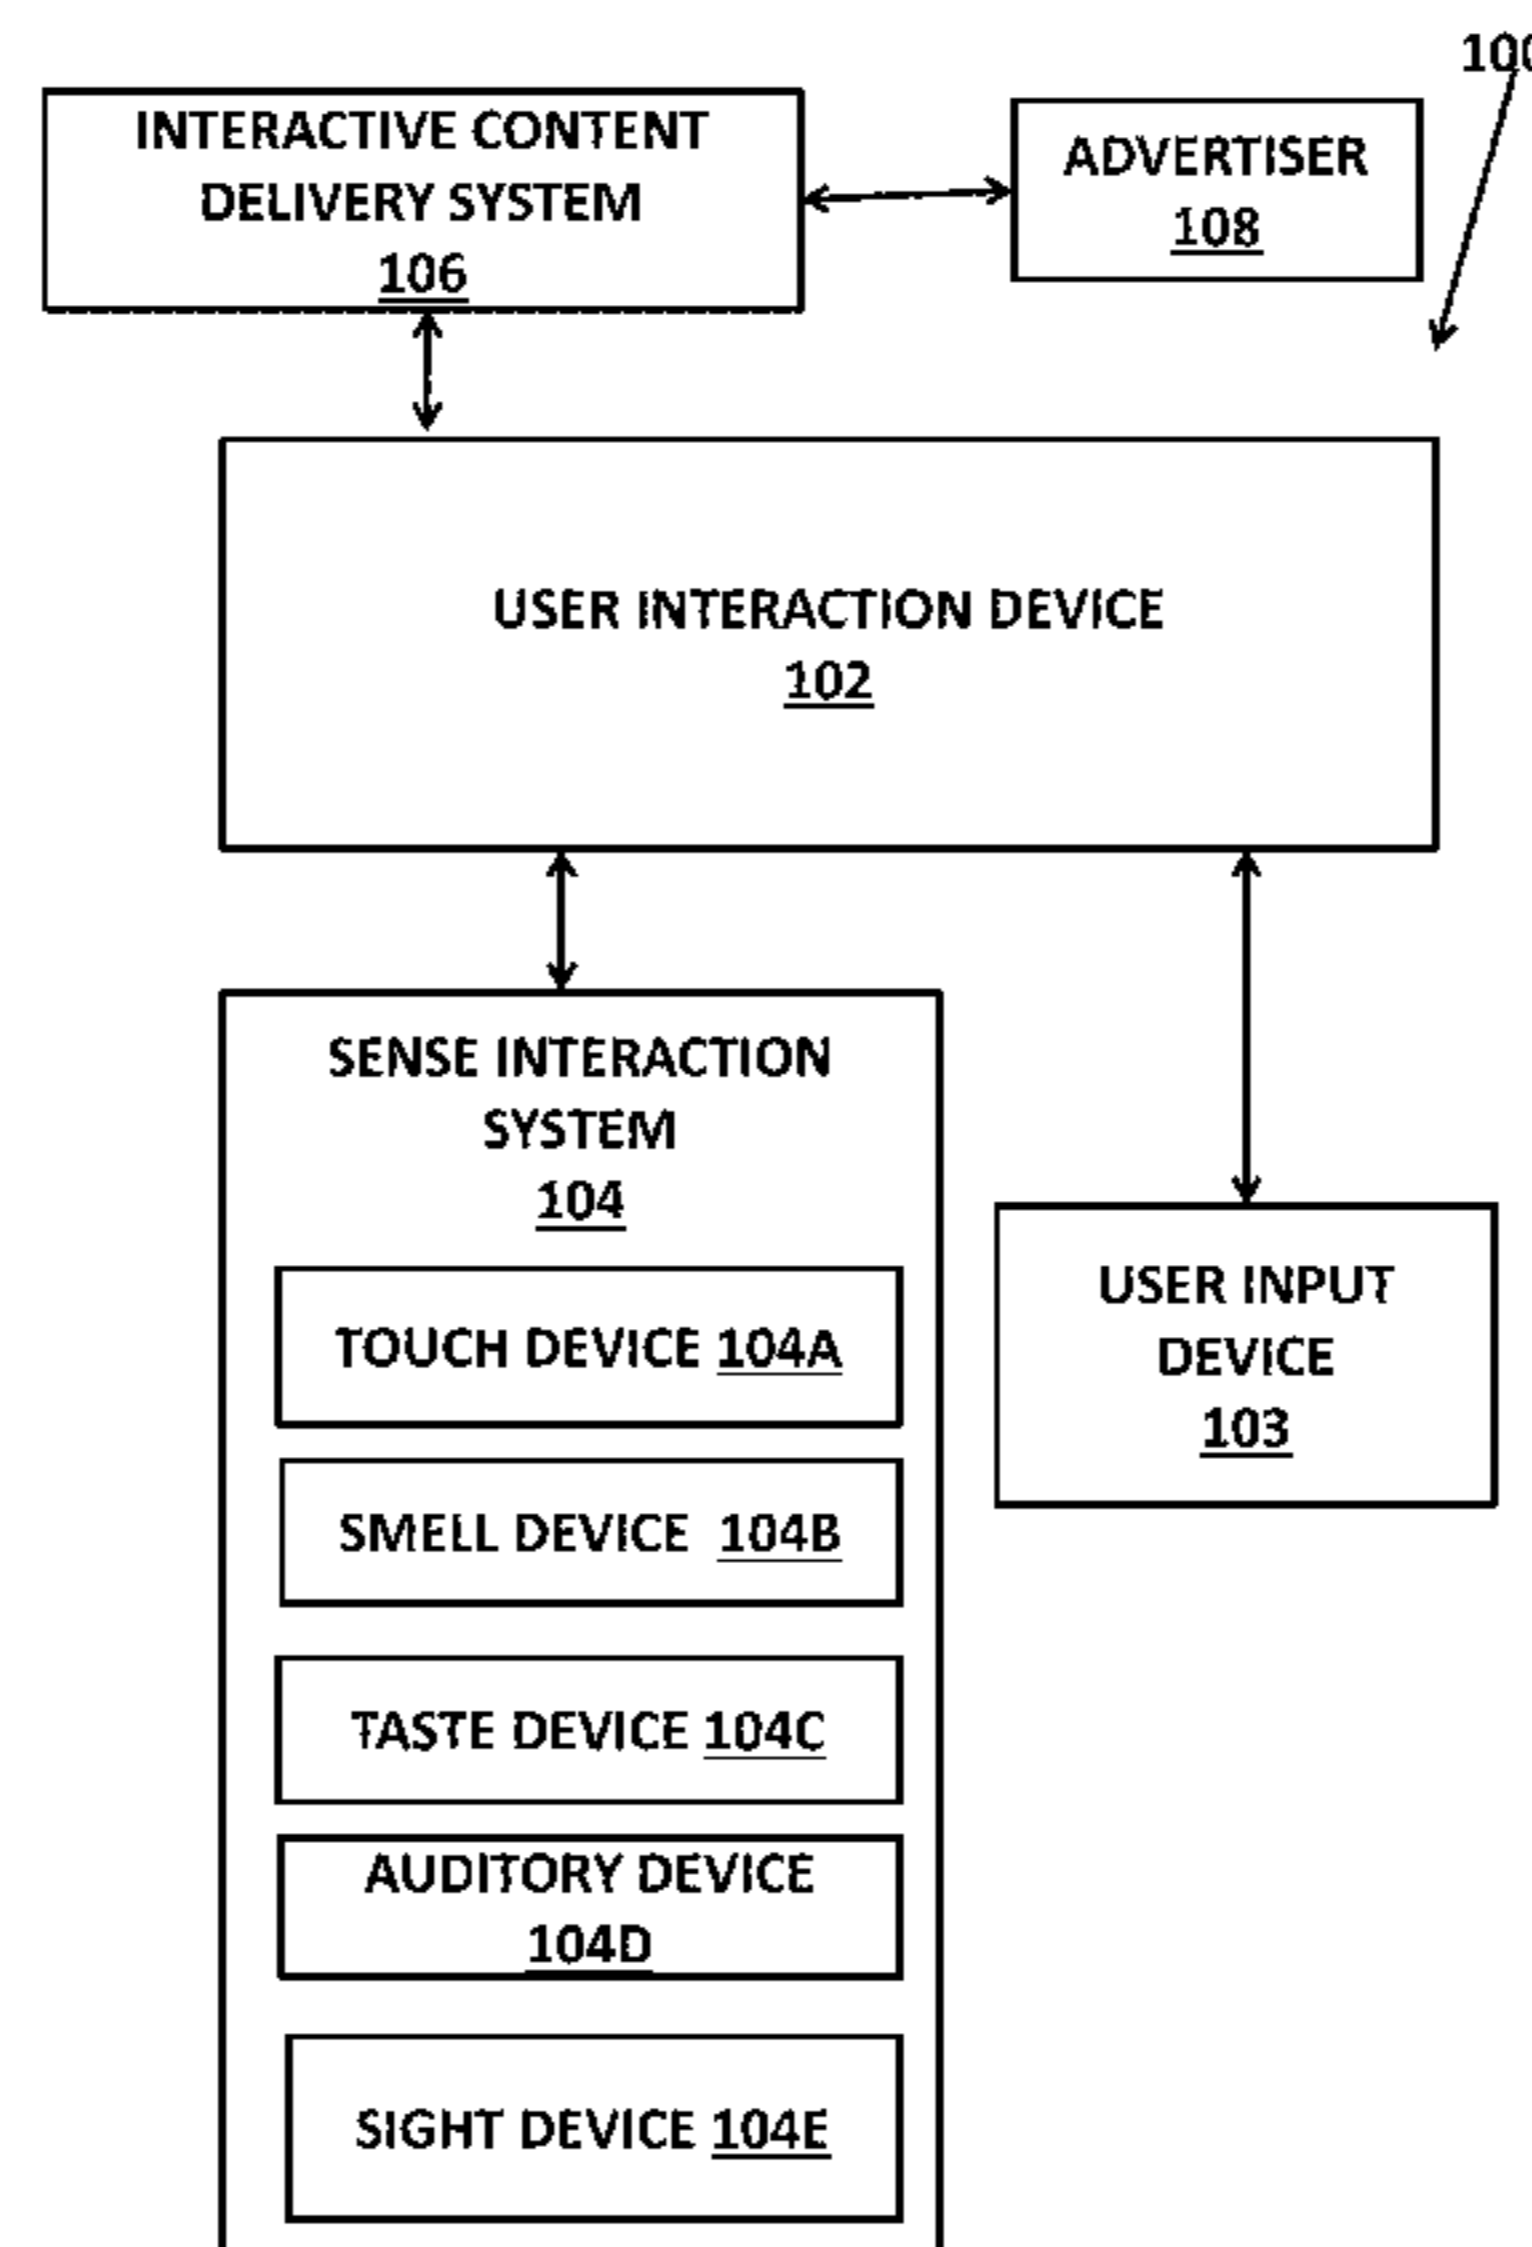 100
INTERACTIVE CONTENT
DELIVERY SYSTEM
106
ADVERTISER
108
USER INTERACTION DEVICE
102
SENSE INTERACTION
SYSTEM
104
TOUCH DEVICE 104A
SMELL DEVICE 104B
TASTE DEVICE 104C
AUDITORY DEVICE
104D
SIGHT DEVICE 104E
USER INPUT
DEVICE
103